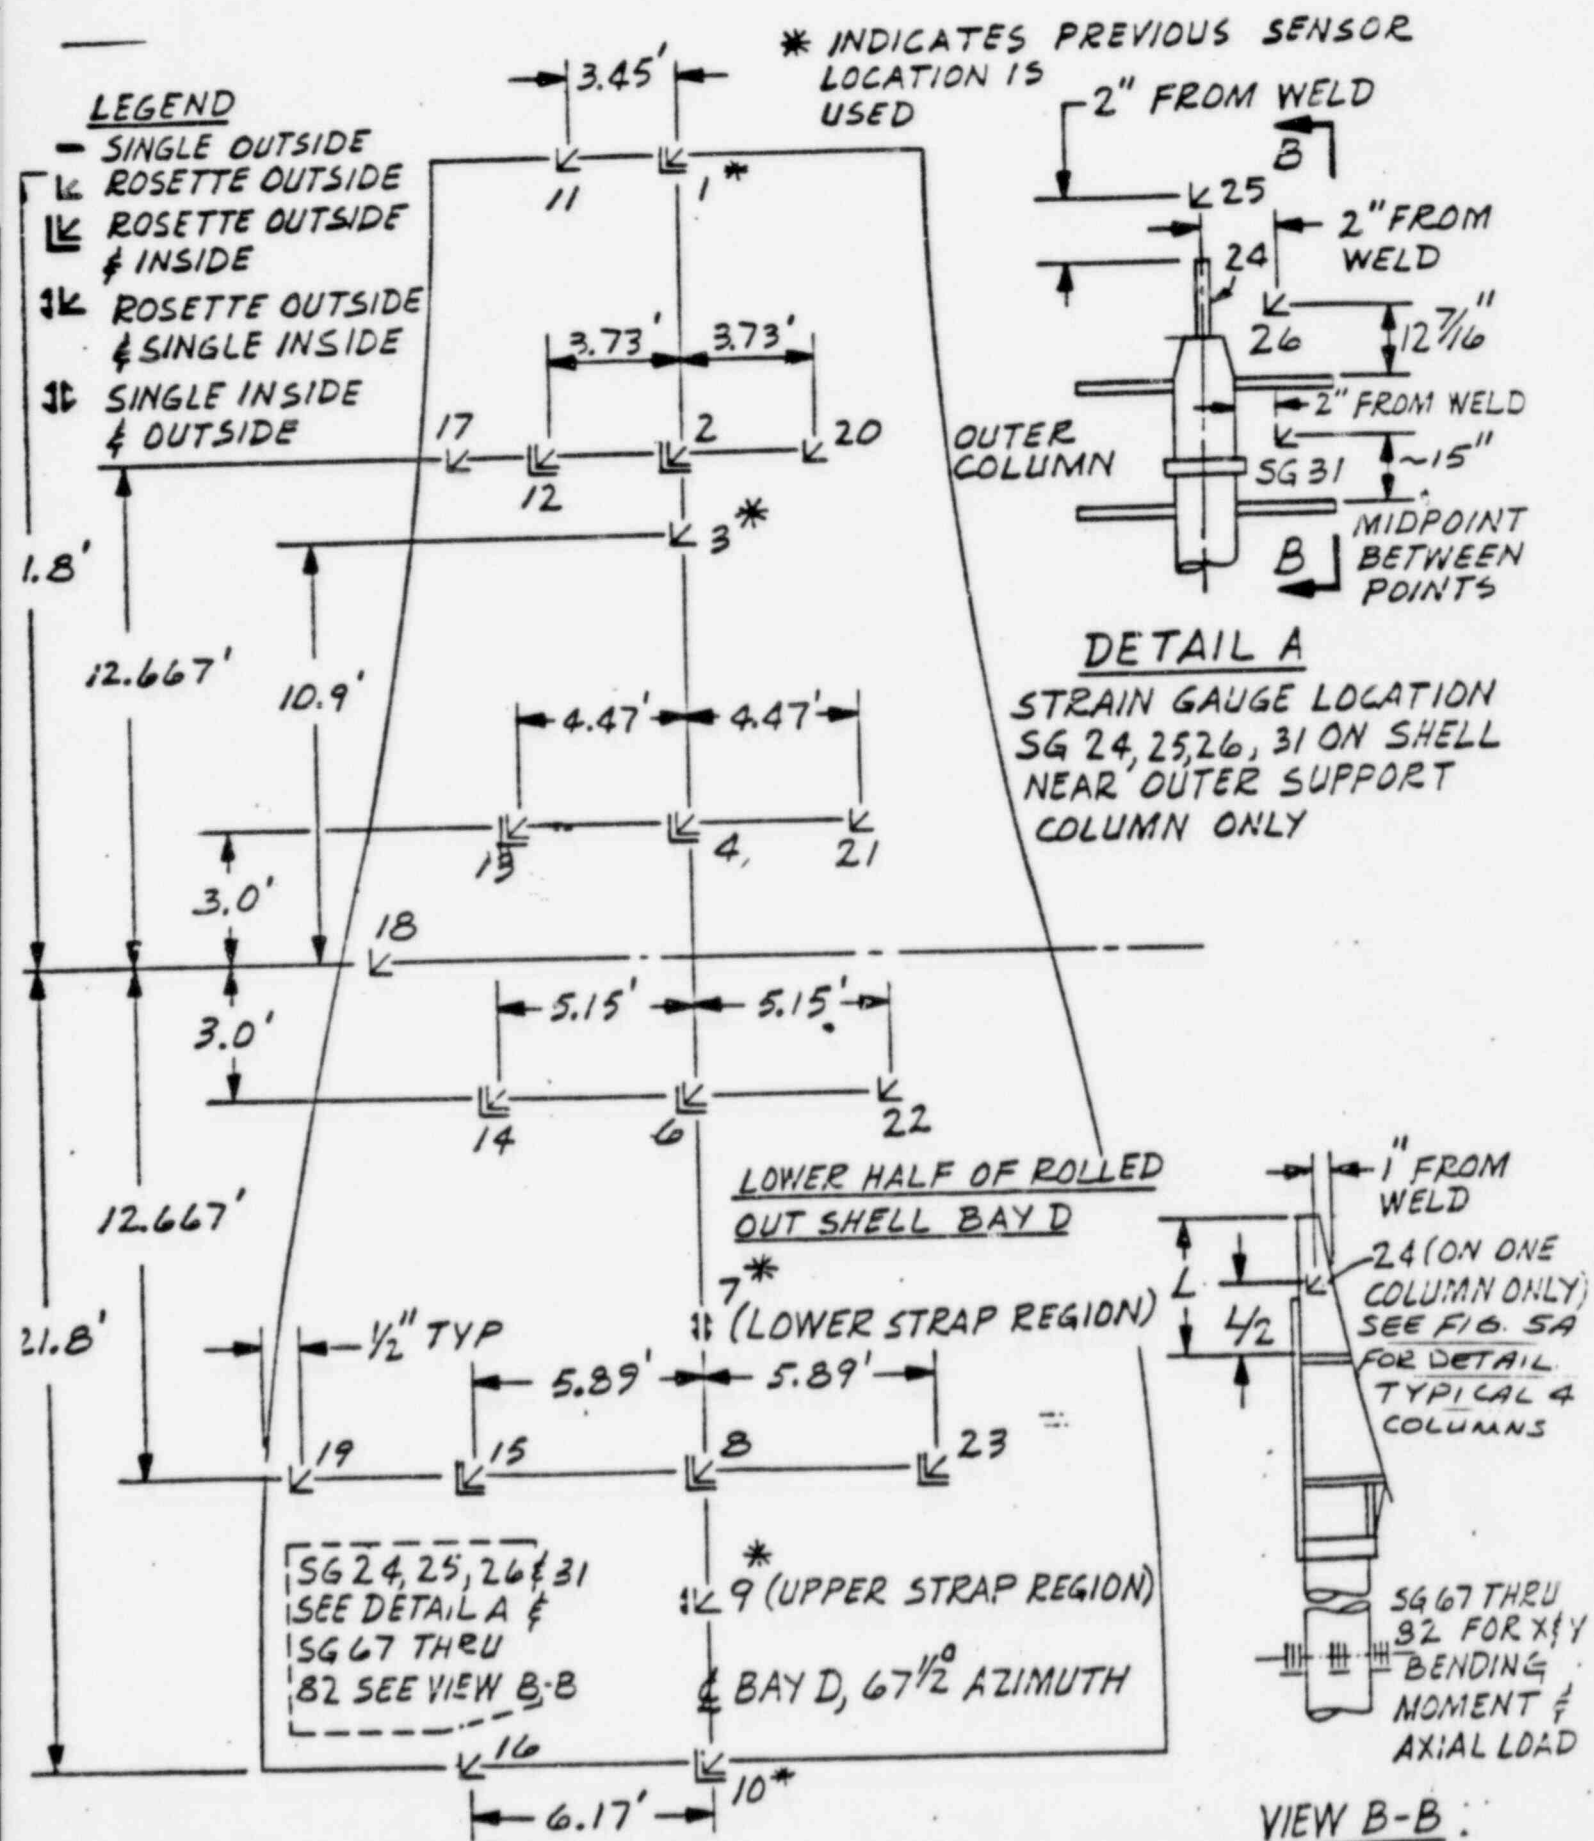 * INDICATES PREVIOUS SENSOR
LOCATION IS
USED
LEGEND
SINGLE OUTSIDE
ROSETTE OUTSIDE
ROSETTE OUTSIDE
& INSIDE
ROSETTE OUTSIDE
& SINGLE INSIDE
SINGLE INSIDE
& OUTSIDE
3.45'
11
1*
3.73'
3.73'
17
12
2
20
3*
1.8'
12.667'
10.9'
4.47'
4.47'
13
4
21
3.0'
18
3.0'
5.15'
5.15'
14
6
22
12.667'
LOWER HALF OF ROLLED
OUT SHELL BAY D
7*
(LOWER STRAP REGION)
21.8'
1/2" TYP
5.89'
5.89'
19
15
8
23
SG 24, 25, 26 & 31
SEE DETAIL A &
SG 67 THRU
82 SEE VIEW B-B
*
9 (UPPER STRAP REGION)
℄ BAY D, 67 1/2° AZIMUTH
16
10*
6.17'
2" FROM WELD
B
25
2" FROM
WELD
24
26
12 7/16"
2" FROM WELD
OUTER
COLUMN
SG 31
~15"
MIDPOINT
BETWEEN
POINTS
B
DETAIL A
STRAIN GAUGE LOCATION
SG 24, 25, 26, 31 ON SHELL
NEAR OUTER SUPPORT
COLUMN ONLY
1" FROM
WELD
24 (ON ONE
COLUMN ONLY)
SEE FIG. 5A
FOR DETAIL.
TYPICAL 4
COLUMNS
L
L/2
SG 67 THRU
82 FOR X & Y
BENDING
MOMENT &
AXIAL LOAD
VIEW B-B